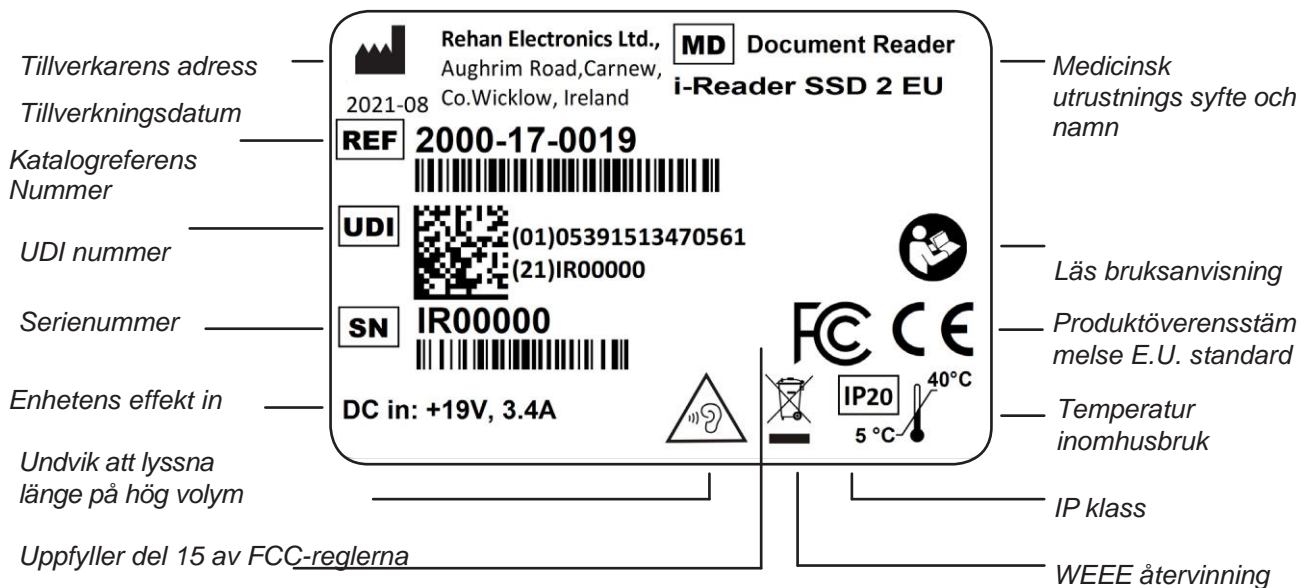 Tillverkarens adress
Tillverkningsdatum
Katalogreferens
Nummer
UDI nummer
Serienummer
Enhetens effekt in
Undvik att lyssna
länge på hög volym
Uppfyller del 15 av FCC-reglerna
Rehan Electronics Ltd.,
Aughrim Road,Carnew,
Co.Wicklow, Ireland
2021-08
MD Document Reader
i-Reader SSD 2 EU
REF 2000-17-0019
UDI (01)05391513470561
(21)IR00000
SN IR00000
FC CE
DC in: +19V, 3.4A
IP20
40°C
5 °C
Medicinsk
utrustnings syfte och
namn
Läs bruksanvisning
Produktöverensstäm
melse E.U. standard
Temperatur
inomhusbruk
IP klass
WEEE återvinning